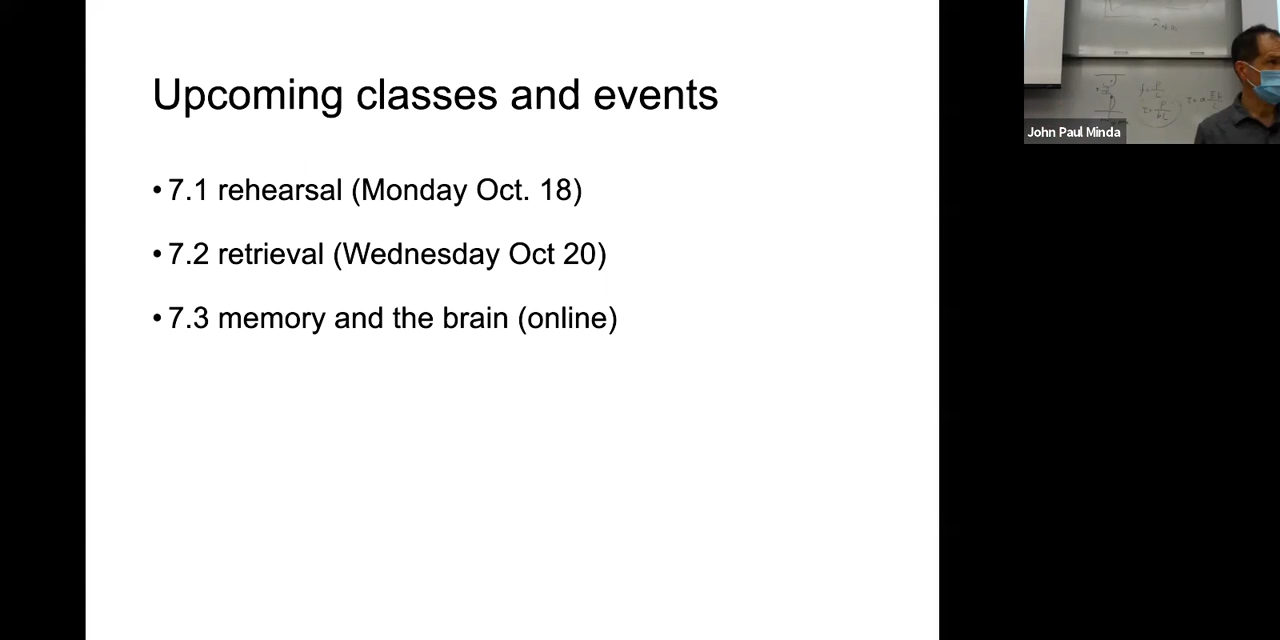 Upcoming classes and events
• 7.1 rehearsal (Monday Oct. 18)
• 7.2 retrieval (Wednesday Oct 20)
• 7.3 memory and the brain (online)
John Paul Minda